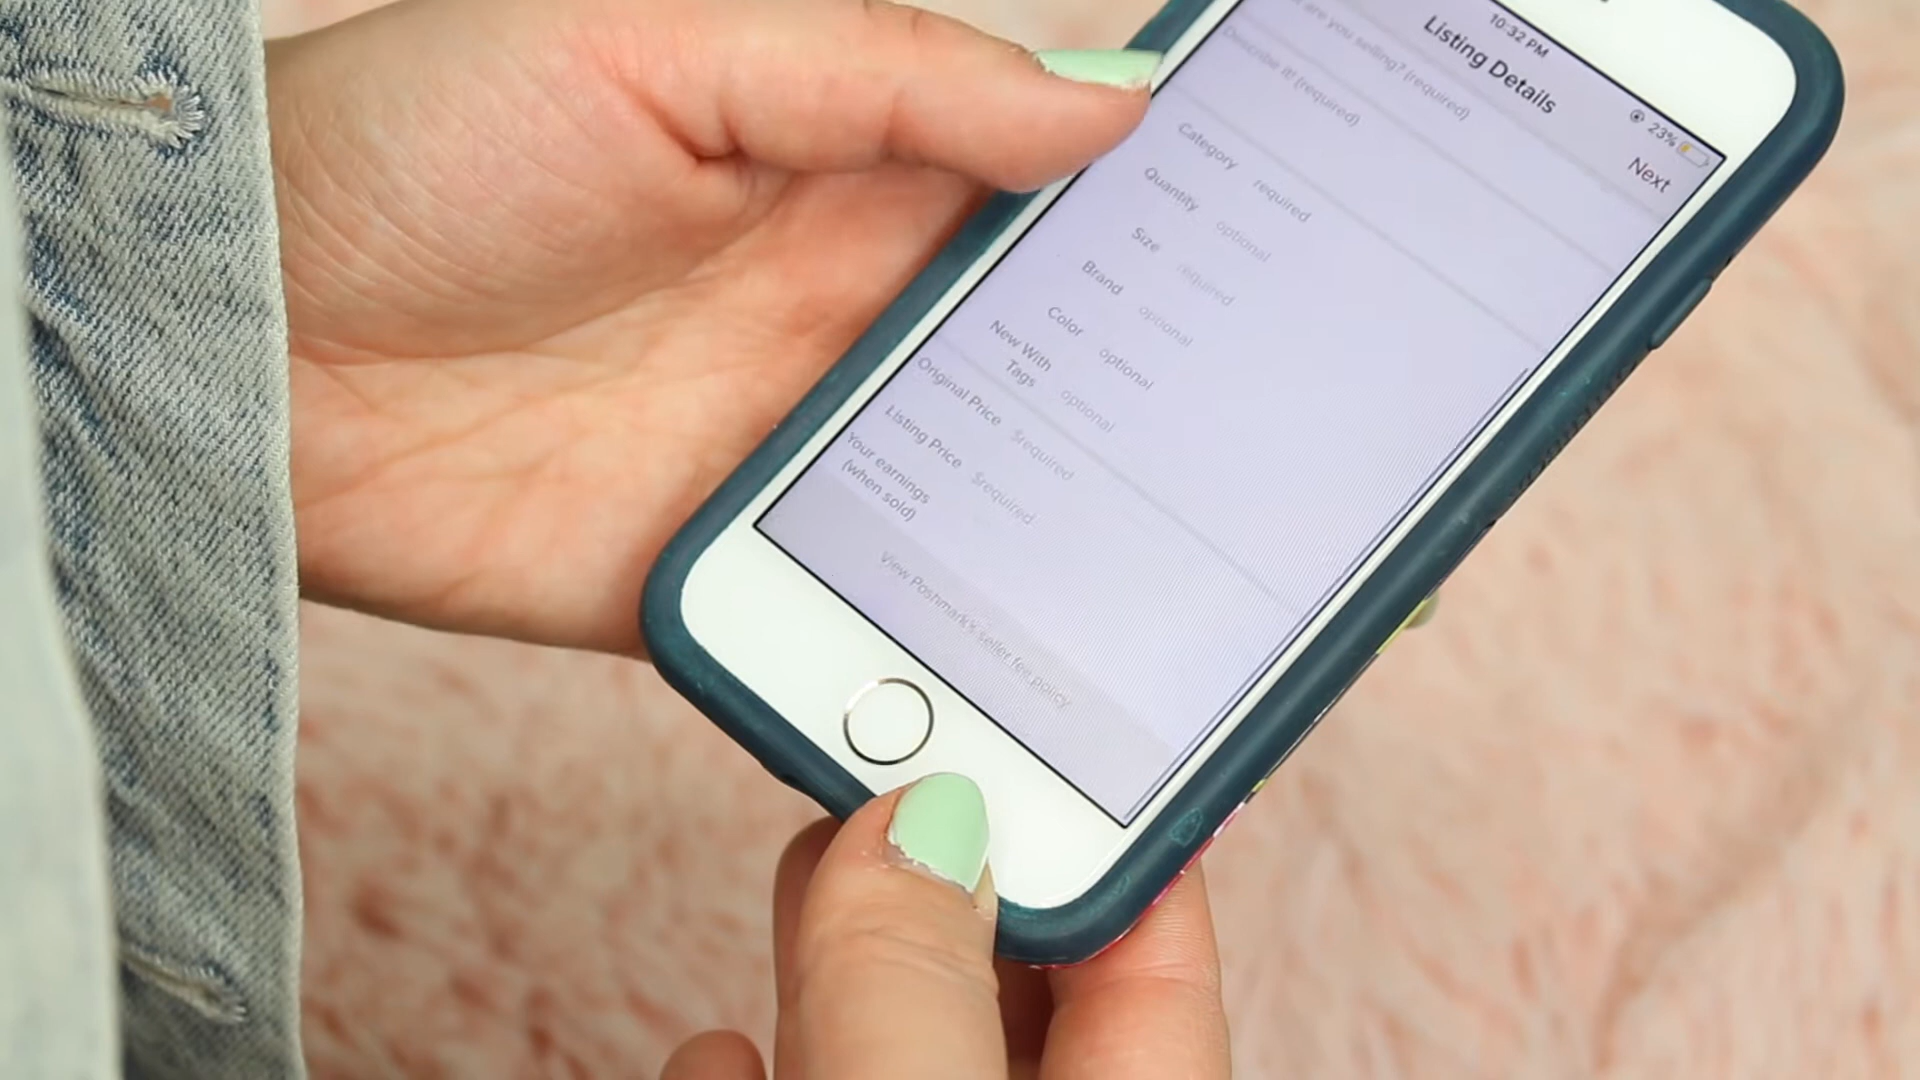 10:32 PM
23%
Listing Details
Next
are you selling? (required)
Describe it! (required)
Category required
Quantity optional
Size required
Brand optional
Color optional
New With
Tags optional
Original Price $required
Listing Price $required
Your earnings
(when sold)
View Poshmark's seller fee policy